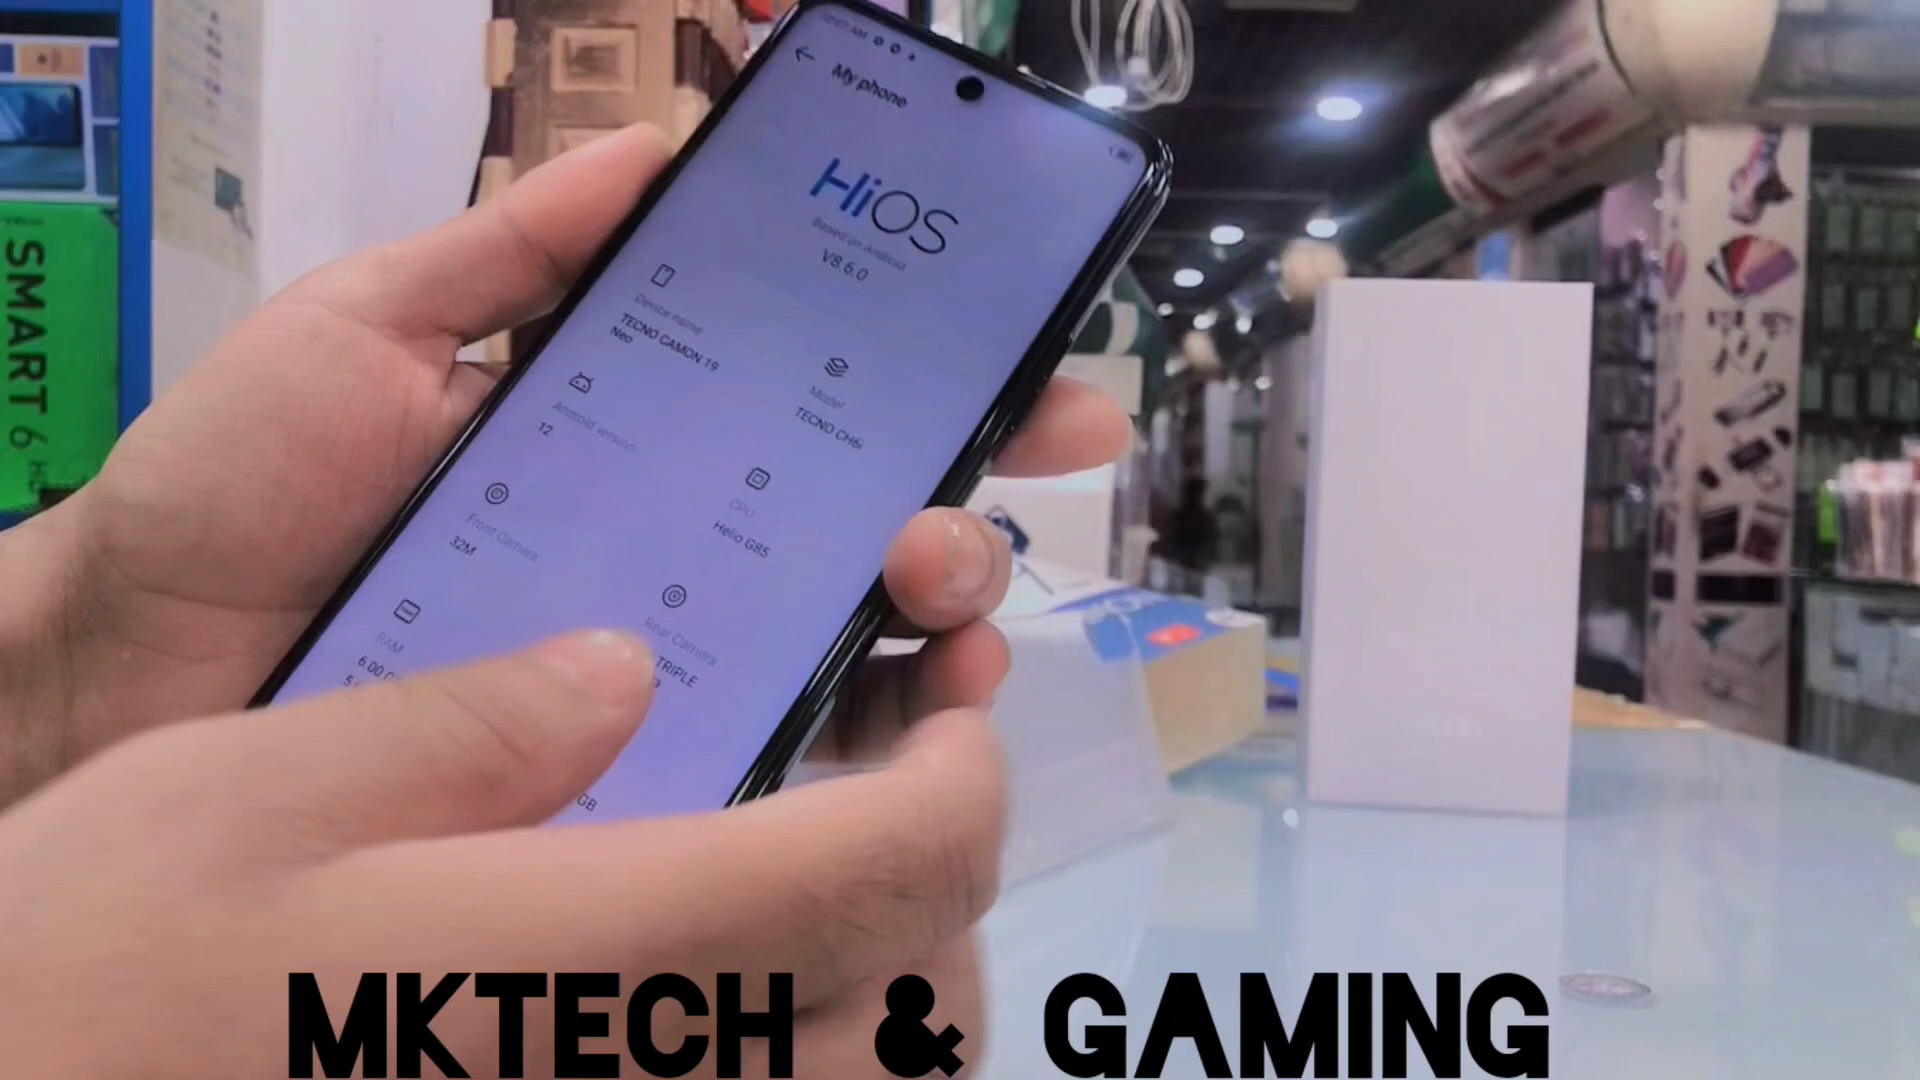 My phone
HiOS
Based on Android
V8.6.0
Device name
TECNO CAMON 19
Neo
Model
TECNO CH6i
Android version
12
CPU
Helio G85
Front Camera
32M
Rear Camera
TRIPLE
RAM
6.00
GB
SMART 6
MKTECH & GAMING